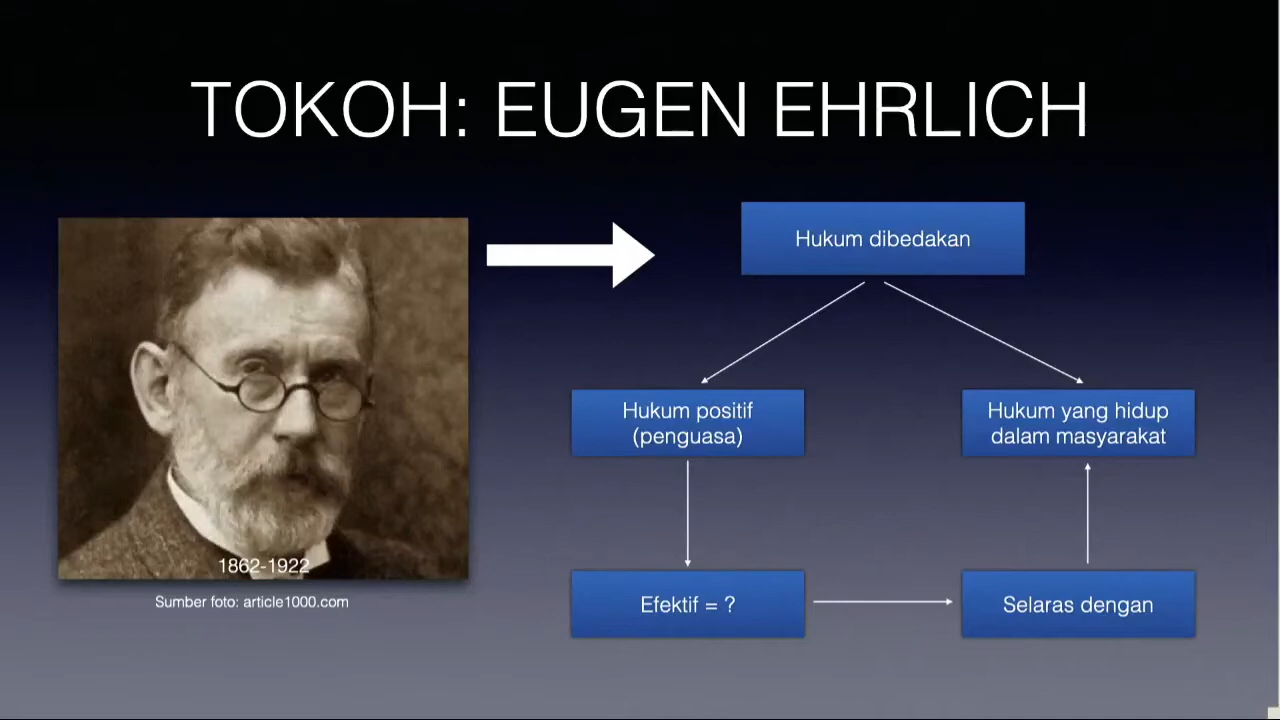 TOKOH: EUGEN EHRLICH
Hukum dibedakan
Hukum positif
(penguasa)
Hukum yang hidup
dalam masyarakat
1862-1922
Sumber foto: article1000.com
Efektif = ?
Selaras dengan